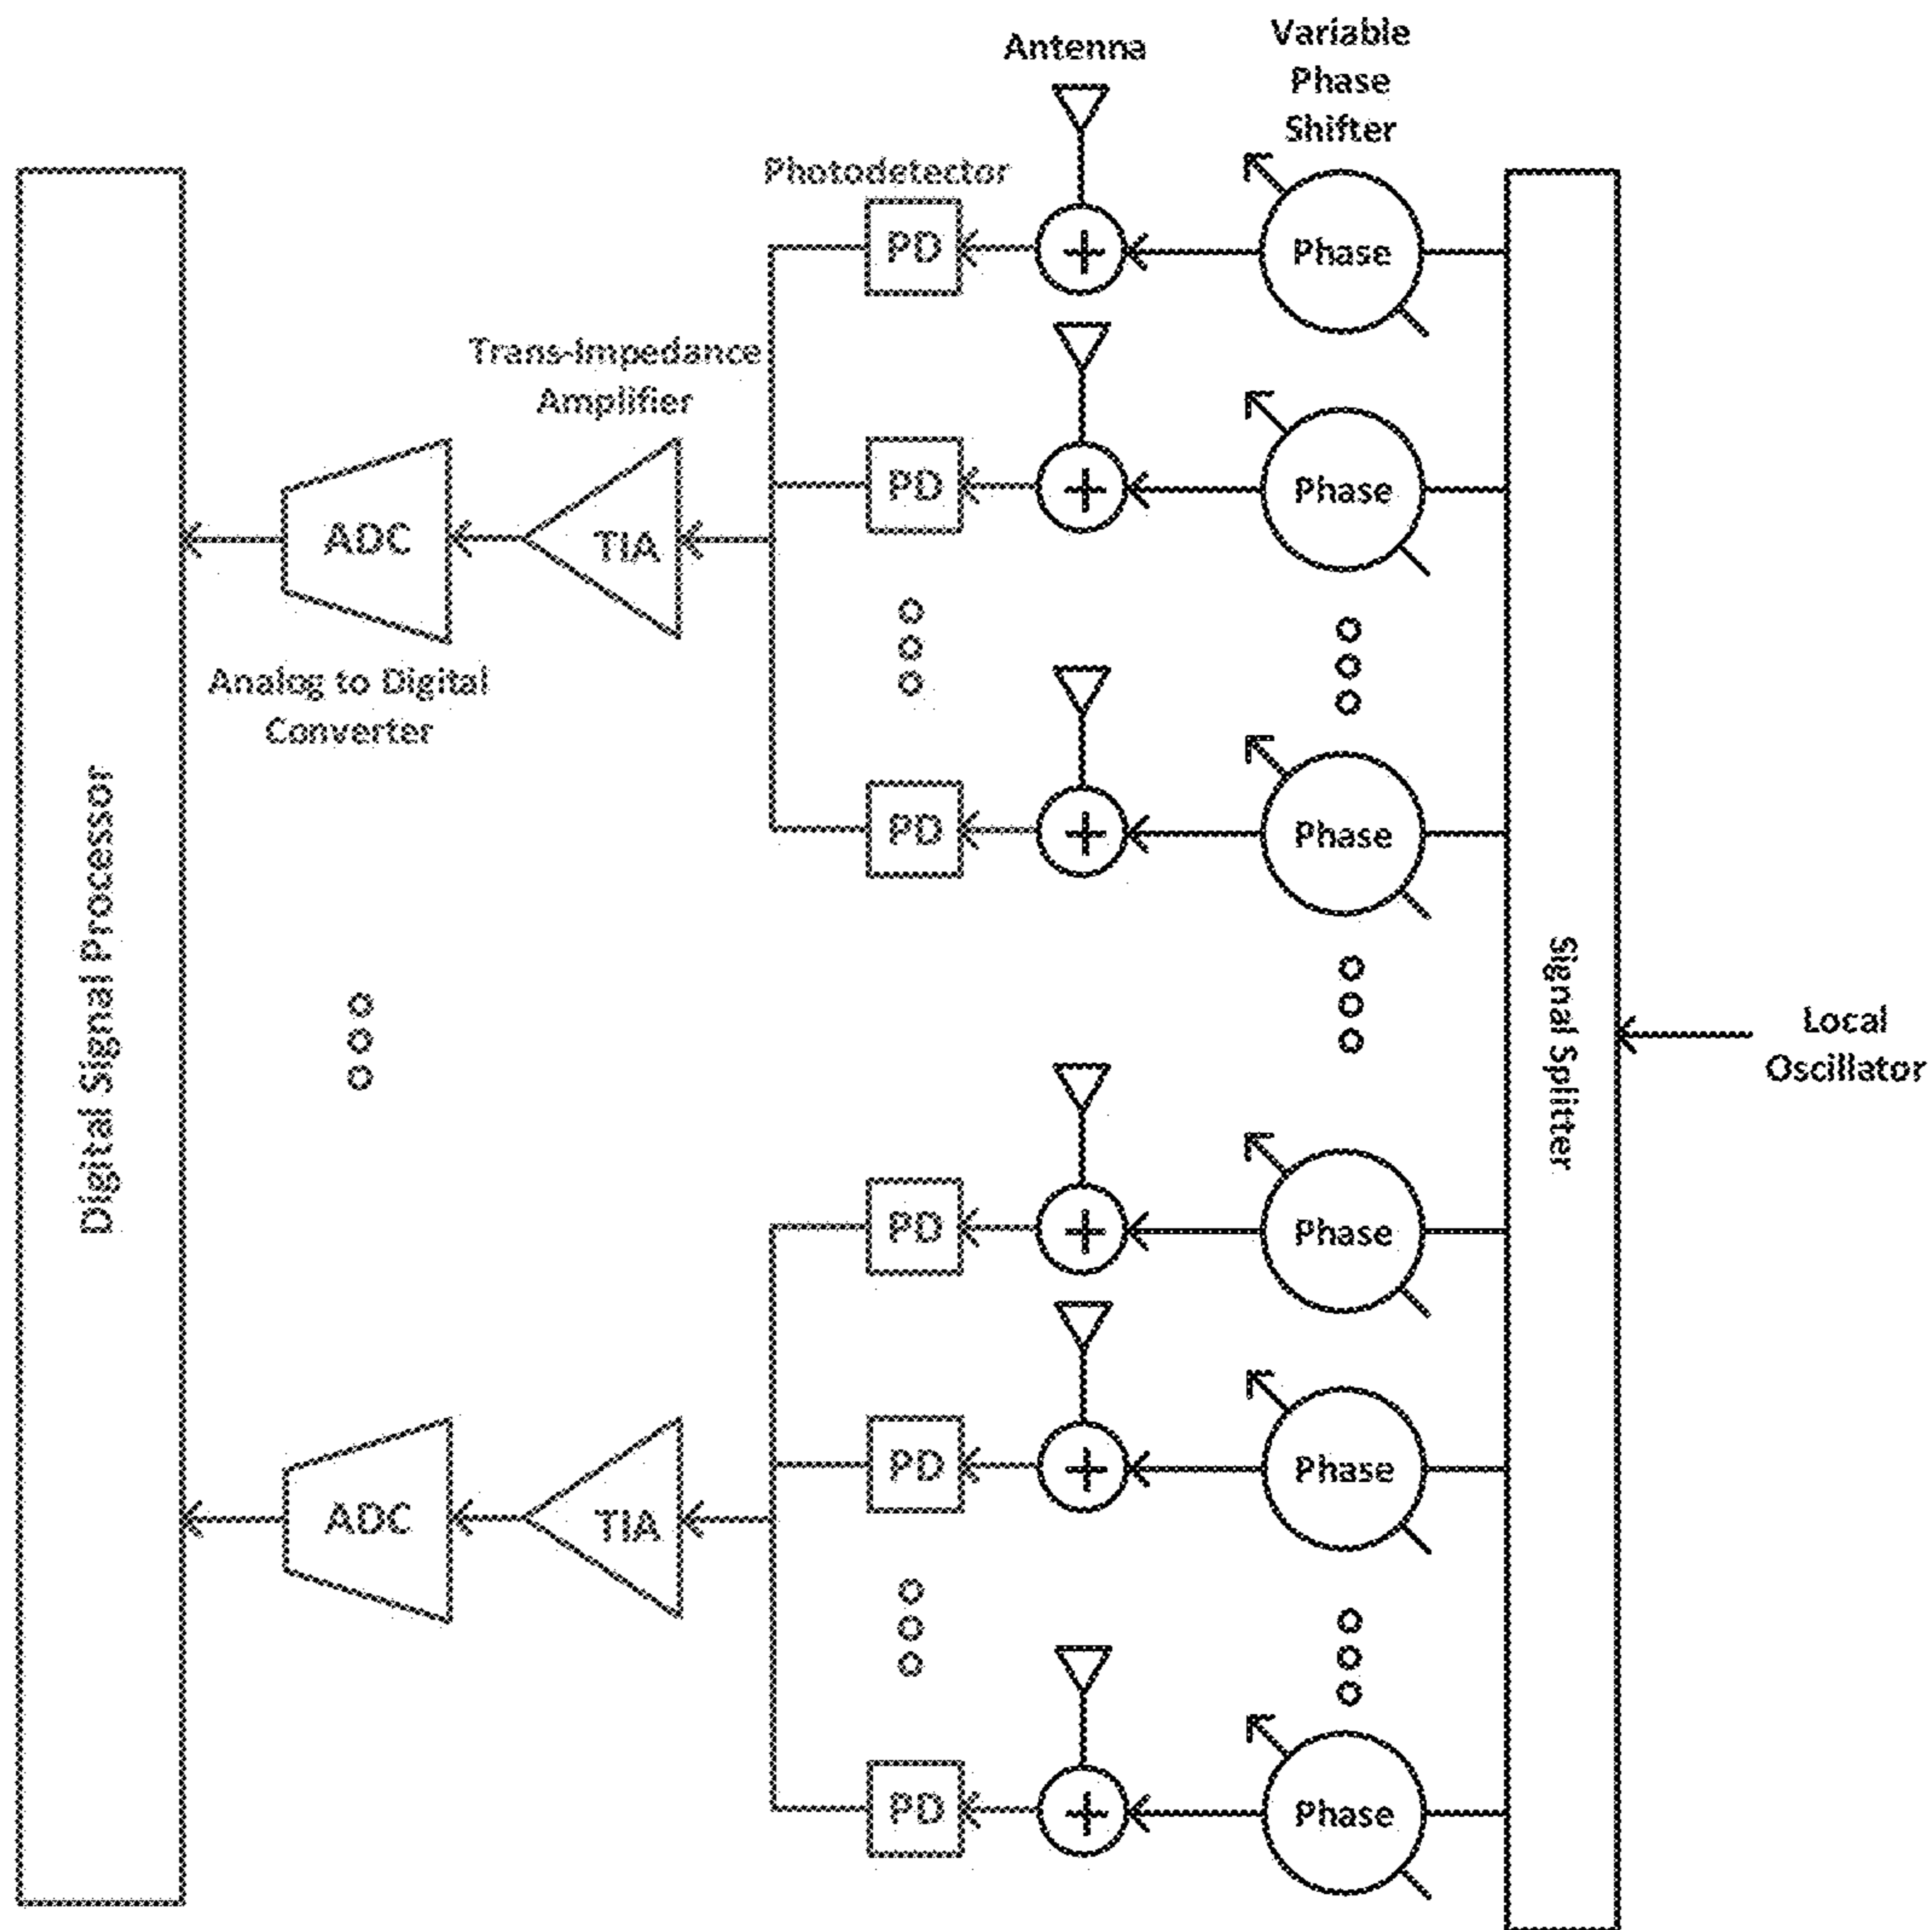 Antenna
Variable
Phase
Shifter
Photodetector
PD
+
Phase
Trans-Impedance
Amplifier
PD
+
Phase
ADC
TIA
Analog to Digital
Converter
PD
+
Phase
Digital Signal Processor
Signal Splitter
Local
Oscillator
PD
+
Phase
PD
+
Phase
ADC
TIA
PD
+
Phase